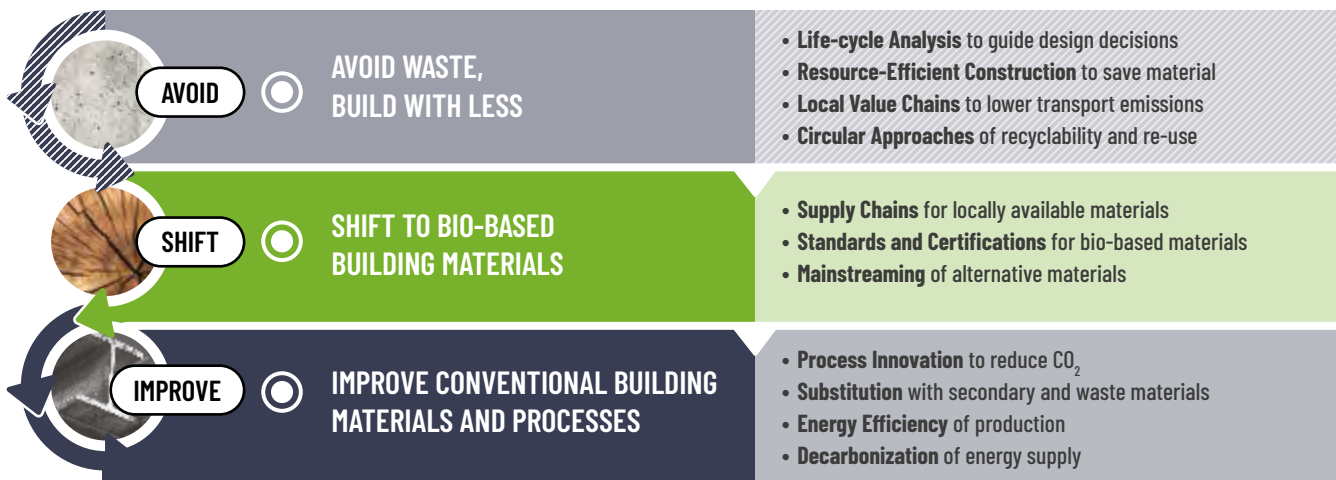 AVOID
AVOID WASTE,
BUILD WITH LESS
• Life-cycle Analysis to guide design decisions
• Resource-Efficient Construction to save material
• Local Value Chains to lower transport emissions
• Circular Approaches of recyclability and re-use
SHIFT
SHIFT TO BIO-BASED
BUILDING MATERIALS
• Supply Chains for locally available materials
• Standards and Certifications for bio-based materials
• Mainstreaming of alternative materials
IMPROVE
IMPROVE CONVENTIONAL BUILDING
MATERIALS AND PROCESSES
• Process Innovation to reduce CO₂
• Substitution with secondary and waste materials
• Energy Efficiency of production
• Decarbonization of energy supply